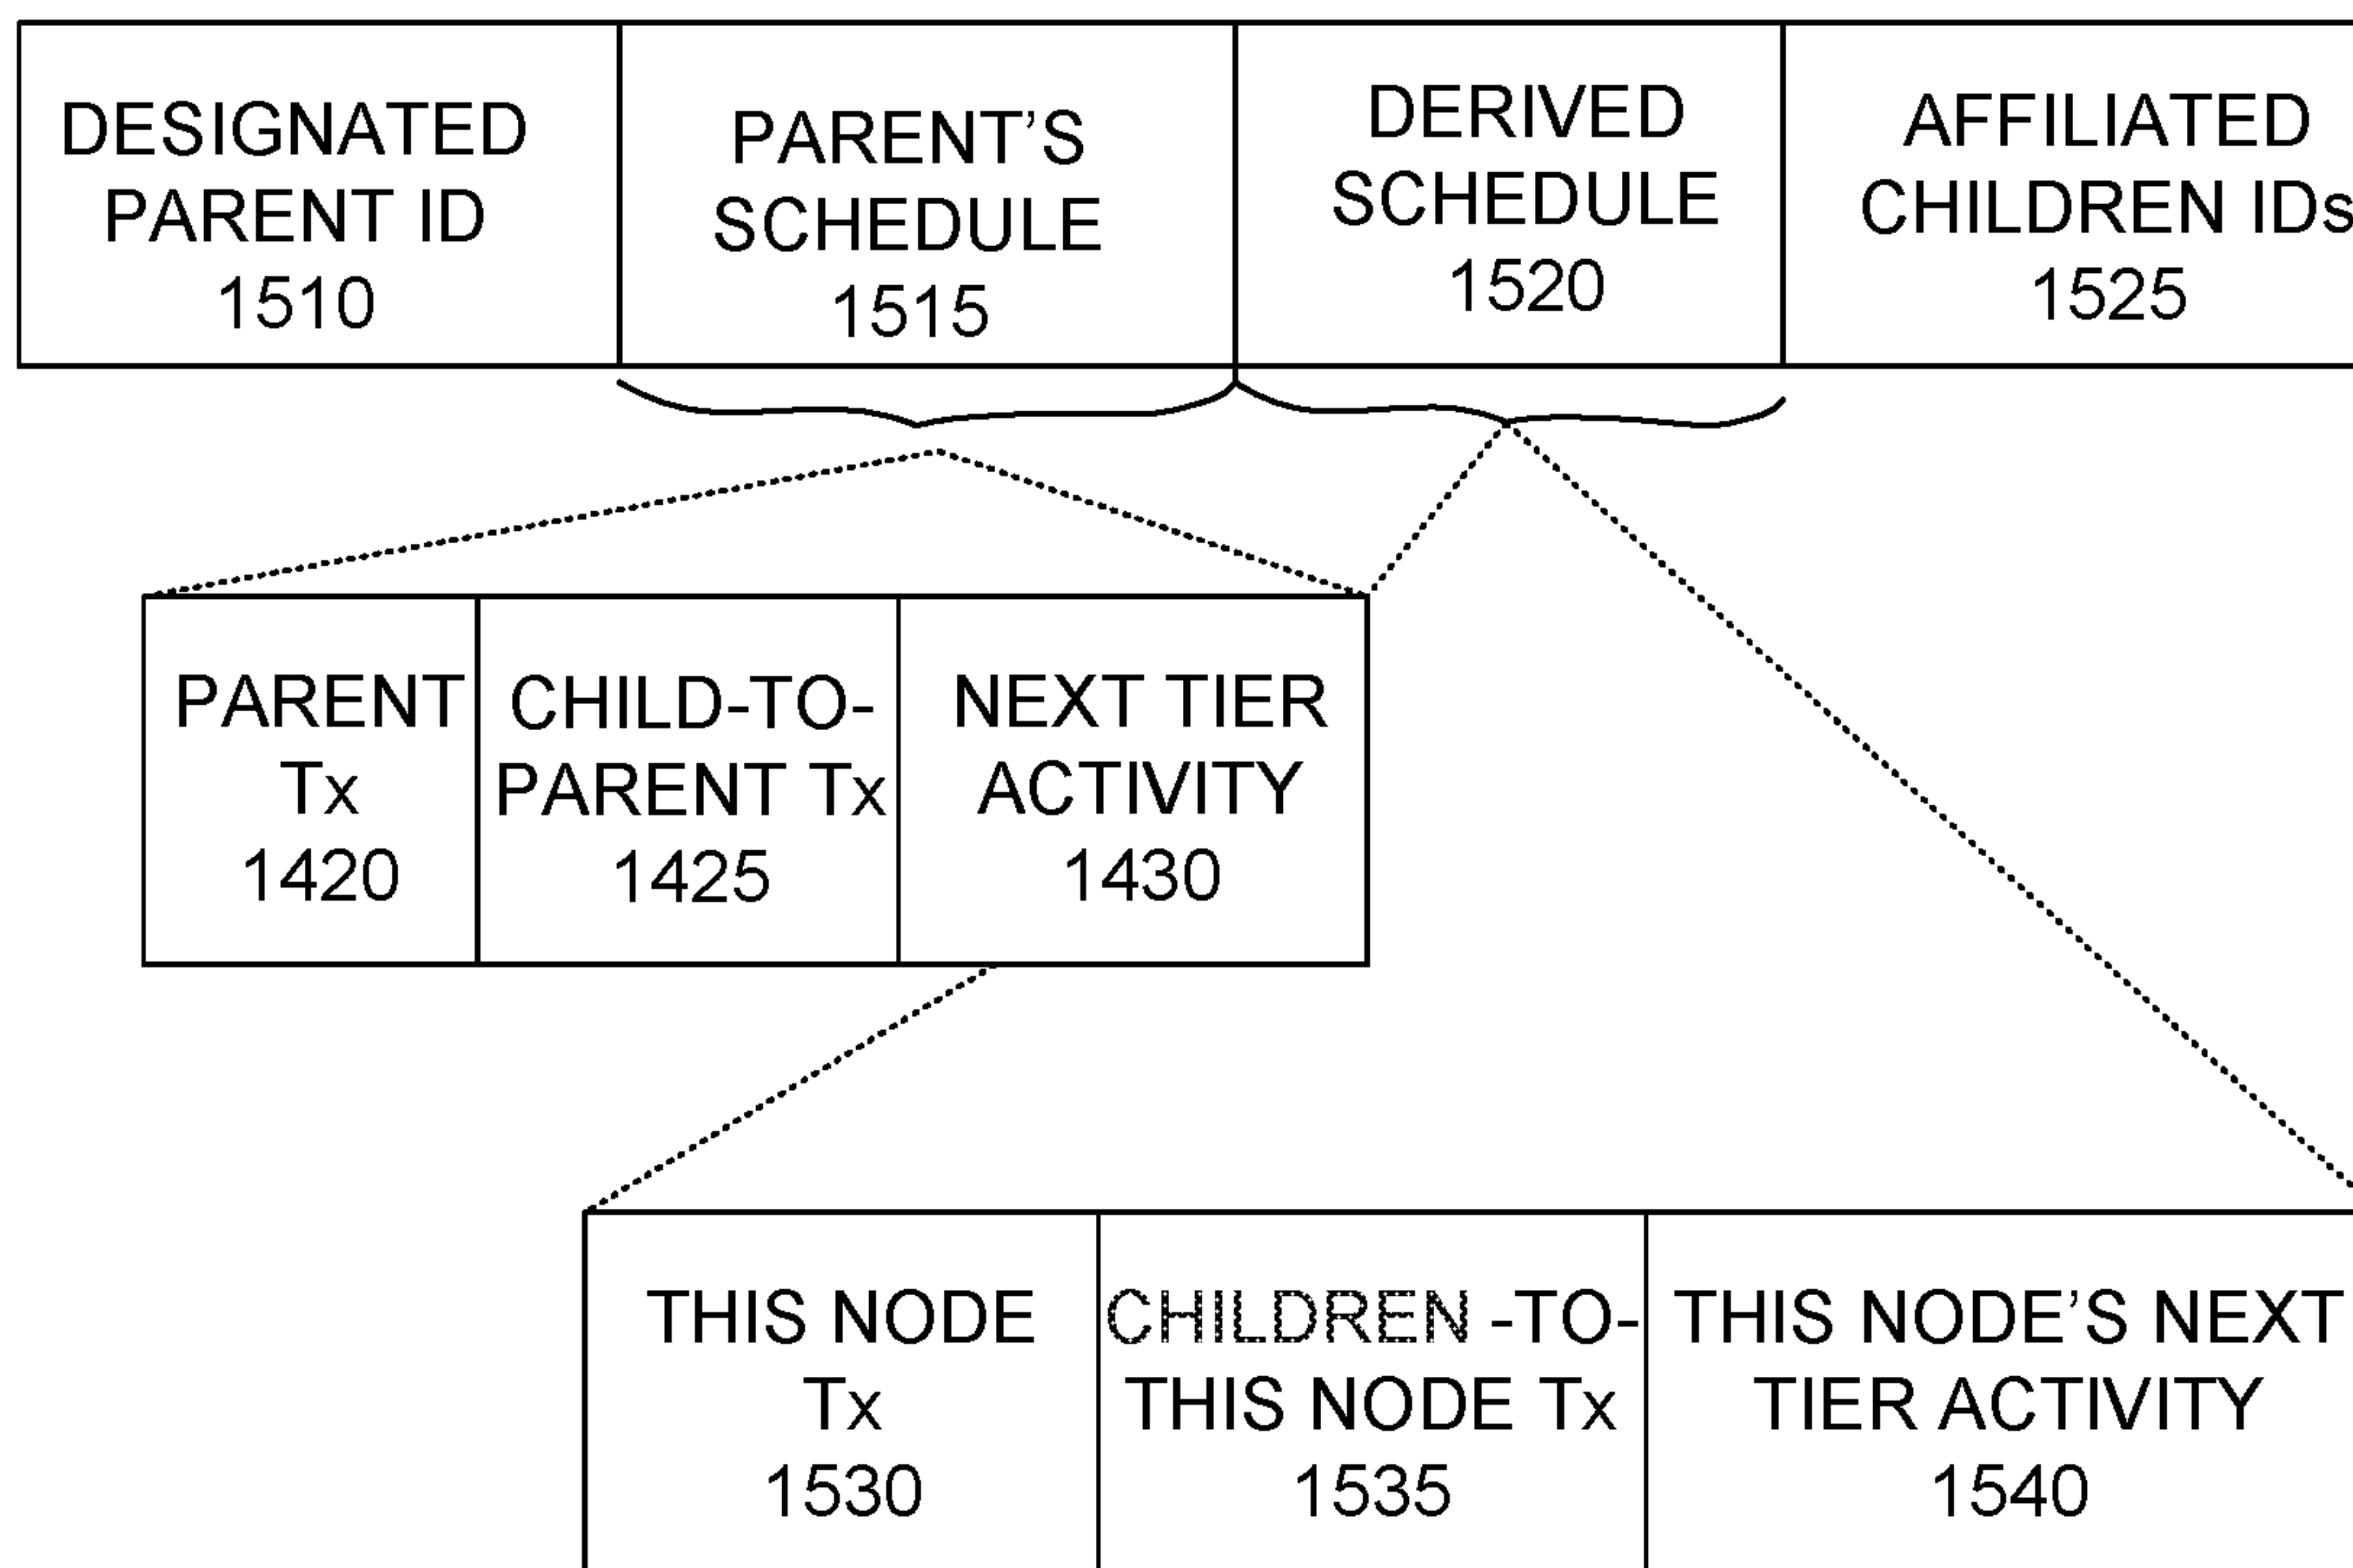 DESIGNATED
PARENT ID
1510
PARENT'S
SCHEDULE
1515
DERIVED
SCHEDULE
1520
AFFILIATED
CHILDREN IDs
1525
PARENT
Tx
1420
CHILD-TO-
PARENT Tx
1425
NEXT TIER
ACTIVITY
1430
THIS NODE
Tx
1530
CHILDREN -TO-
THIS NODE Tx
1535
THIS NODE'S NEXT
TIER ACTIVITY
1540